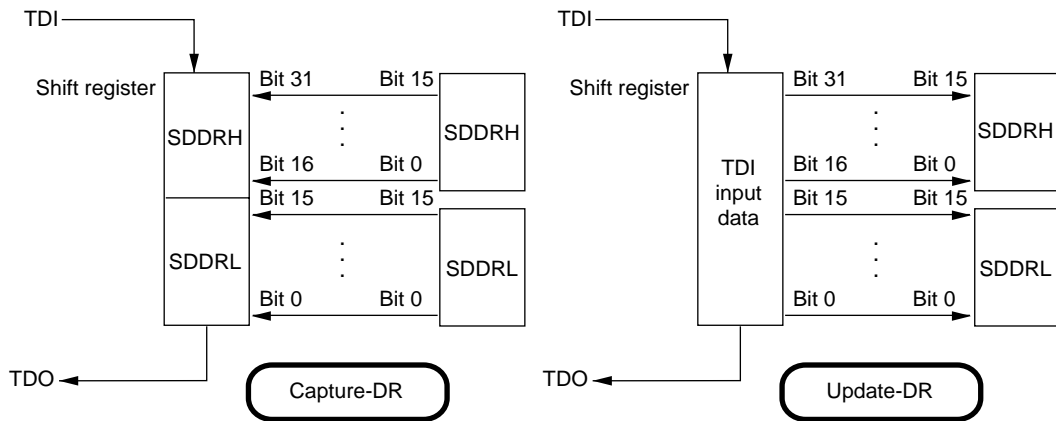 TDI
Shift register
Bit 31 Bit 15
SDDRH
SDDRH
Bit 16 Bit 0
Bit 15 Bit 15
SDDRL
SDDRL
Bit 0 Bit 0
TDO
Capture-DR
TDI
Shift register
Bit 31 Bit 15
SDDRH
TDI
input
data
Bit 16 Bit 0
Bit 15 Bit 15
SDDRL
Bit 0 Bit 0
TDO
Update-DR